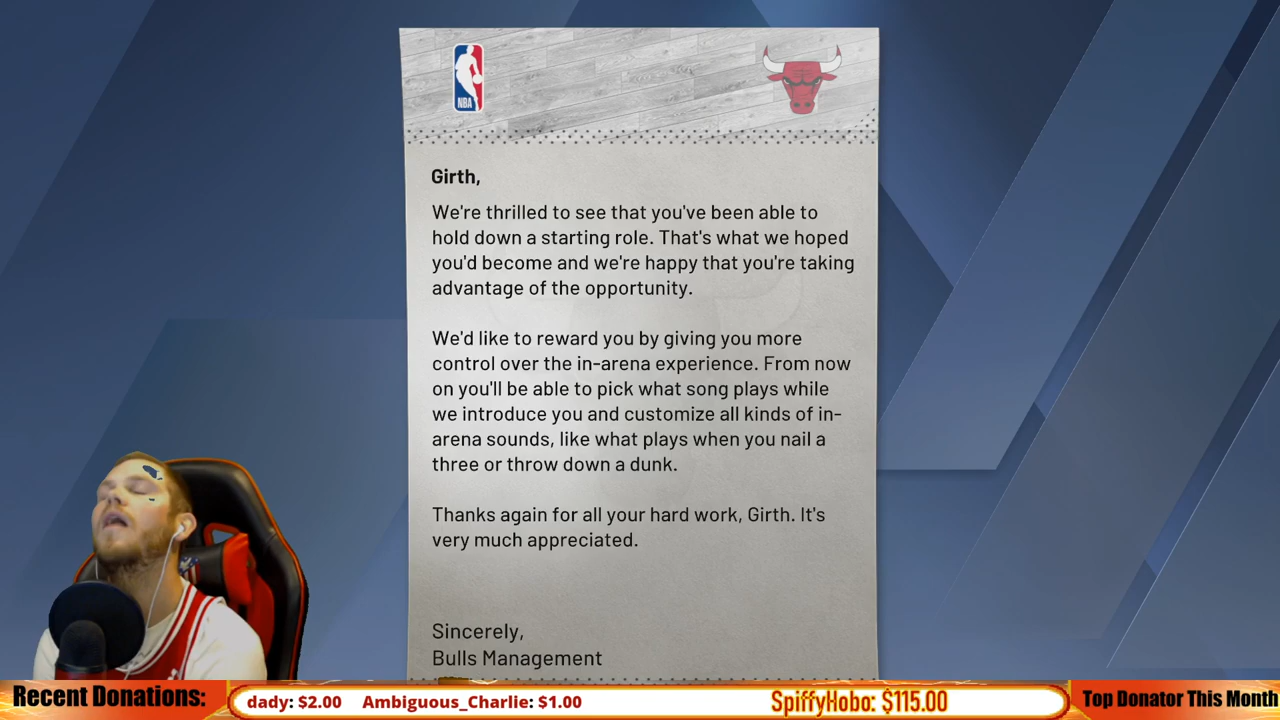 NBA
Girth,
We're thrilled to see that you've been able to
hold down a starting role. That's what we hoped
you'd become and we're happy that you're taking
advantage of the opportunity.
We'd like to reward you by giving you more
control over the in-arena experience. From now
on you'll be able to pick what song plays while
we introduce you and customize all kinds of in-
arena sounds, like what plays when you nail a
three or throw down a dunk.
Thanks again for all your hard work, Girth. It's
very much appreciated.
Sincerely,
Bulls Management
Recent Donations: dady: $2.00 Ambiguous_Charlie: $1.00 SpiffyHobo: $115.00 Top Donator This Month